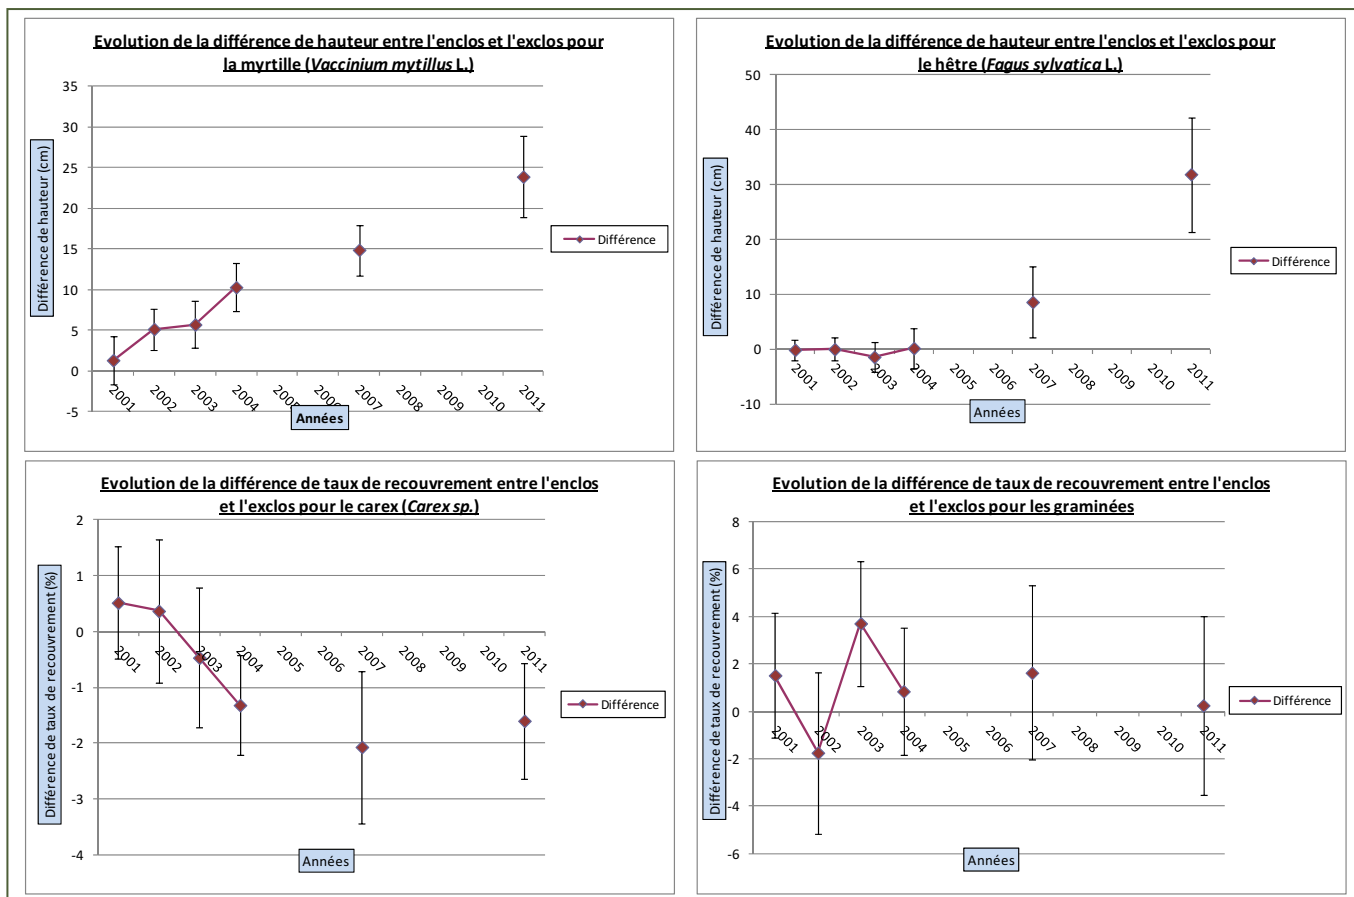 Evolution de la différence de hauteur entre l'enclos et l'exclos pour
la myrtille (Vaccinium mytillus L.)
35
30
25
20
15
10
5
0
-5
Différence de hauteur (cm)
2001 2002 2003 2004 2005 2006 2007 2008 2009 2010 2011
Années
Différence
Evolution de la différence de hauteur entre l'enclos et l'exclos pour
le hêtre (Fagus sylvatica L.)
50
40
30
20
10
0
-10
Différence de hauteur (cm)
2001 2002 2003 2004 2005 2006 2007 2008 2009 2010 2011
Années
Différence
Evolution de la différence de taux de recouvrement entre l'enclos
et l'exclos pour le carex (Carex sp.)
2
1
0
-1
-2
-3
-4
Différence de taux de recouvrement (%)
2001 2002 2003 2004 2005 2006 2007 2008 2009 2010 2011
Années
Différence
Evolution de la différence de taux de recouvrement entre l'enclos
et l'exclos pour les graminées
8
6
4
2
0
-2
-4
-6
Différence de taux de recouvrement (%)
2001 2002 2003 2004 2005 2006 2007 2008 2009 2010 2011
Années
Différence